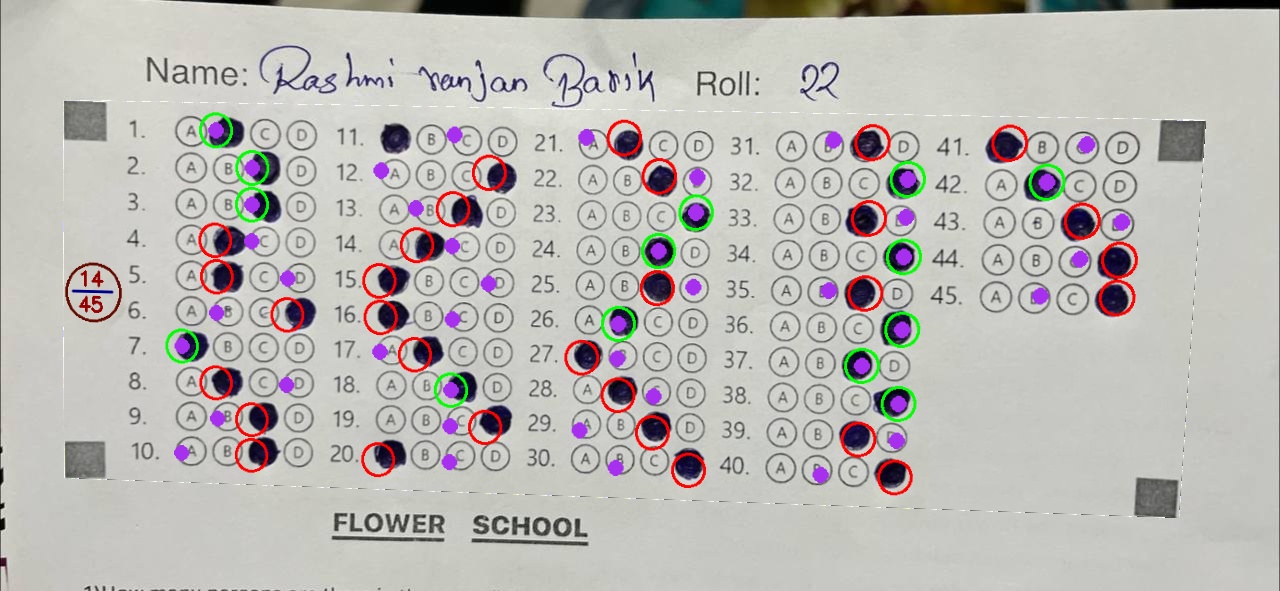 Name: Rashmi ranjan Barik Roll: 22
1. A C D 11. B C D 21. A C D 31. A B D 41. B C D
2. A B D 12. A B C 22. A B 32. A B C 42. A C D
3. A B D 13. A B D 23. A B C 33. A B D 43. A B D
4. A C D 14. A C D 24. A B D 34. A B C 44. A B
5. A C D 15. B C D 25. A B 35. A D 45. A C
6. A B C 16. B C D 26. A C D 36. A B C
7. B C D 17. A C D 27. C D 37. A B D
8. A C D 18. A B D 28. A C D 38. A B C
9. A B D 19. A B C 29. A B D 39. A B
10. A B D 20. B C D 30. A B C 40. A B C
14
45
FLOWER SCHOOL